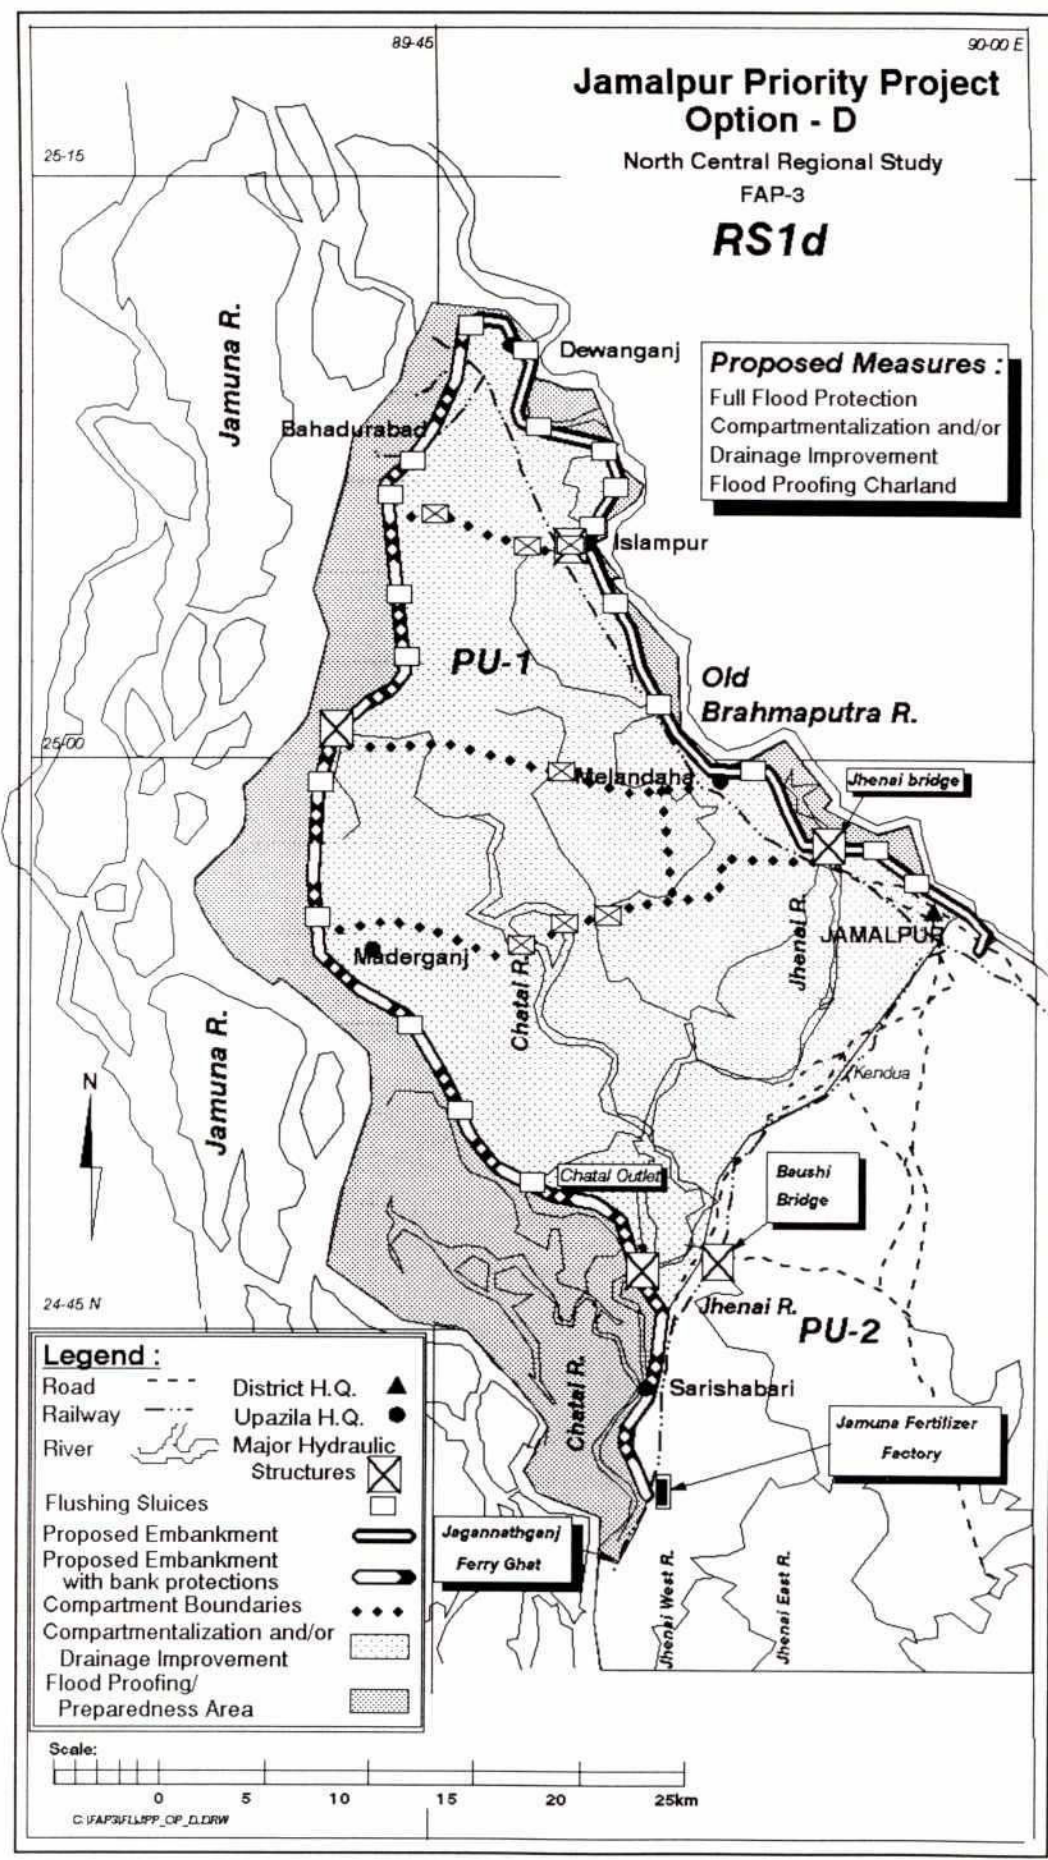 89-45
90-00 E
Jamalpur Priority Project
Option - D
25-15
North Central Regional Study
FAP-3
RS1d
Jamuna R.
Dewanganj
Proposed Measures :
Full Flood Protection
Compartmentalization and/or
Drainage Improvement
Flood Proofing Charland
Bahadurabad
Islampur
PU-1
Old
Brahmaputra R.
25-00
Melandaha
Jhenai bridge
Jhenai R.
JAMALPUR
Maderganj
Chatal R.
Jamuna R.
N
Kendua
Chatal Outlet
Baushi
Bridge
24-45 N
Jhenai R.
PU-2
Legend :
Road
District H.Q.
Railway
Upazila H.Q.
River
Major Hydraulic
Structures
Flushing Sluices
Proposed Embankment
Proposed Embankment
with bank protections
Compartment Boundaries
Compartmentalization and/or
Drainage Improvement
Flood Proofing/
Preparedness Area
Chatal R.
Sarishabari
Jamuna Fertilizer
Factory
Jagannathganj
Ferry Ghat
Jhenai West R.
Jhenai East R.
Scale:
0 5 10 15 20 25km